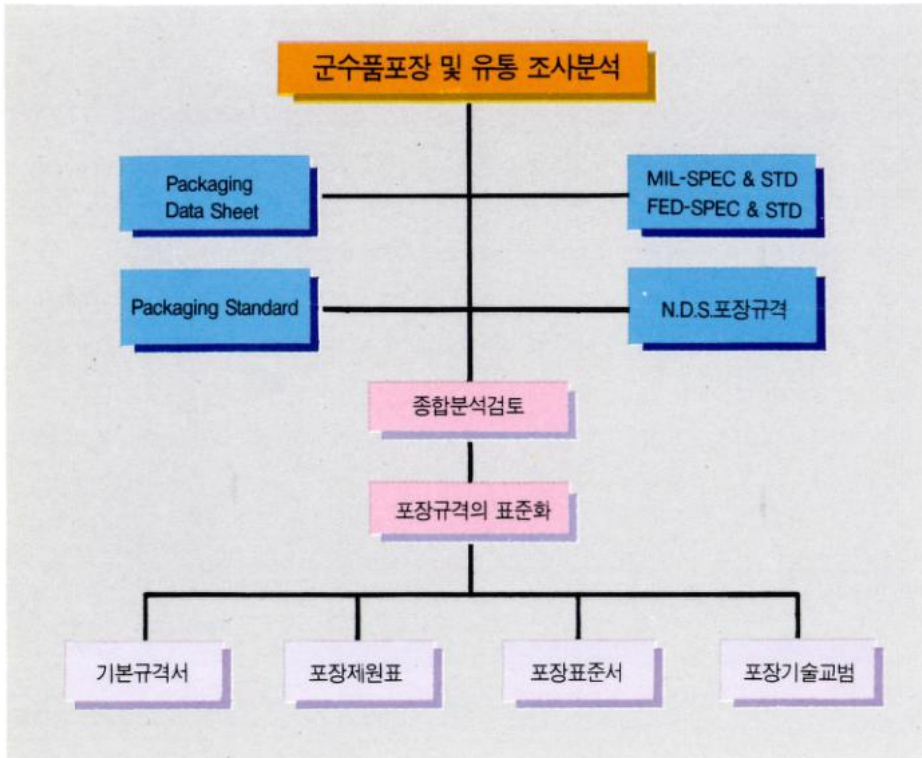 군수품포장 및 유통 조사분석
Packaging
Data Sheet
MIL-SPEC & STD
FED-SPEC & STD
Packaging Standard
N.D.S.포장규격
종합분석검토
포장규격의 표준화
기본규격서
포장제원표
포장표준서
포장기술교범